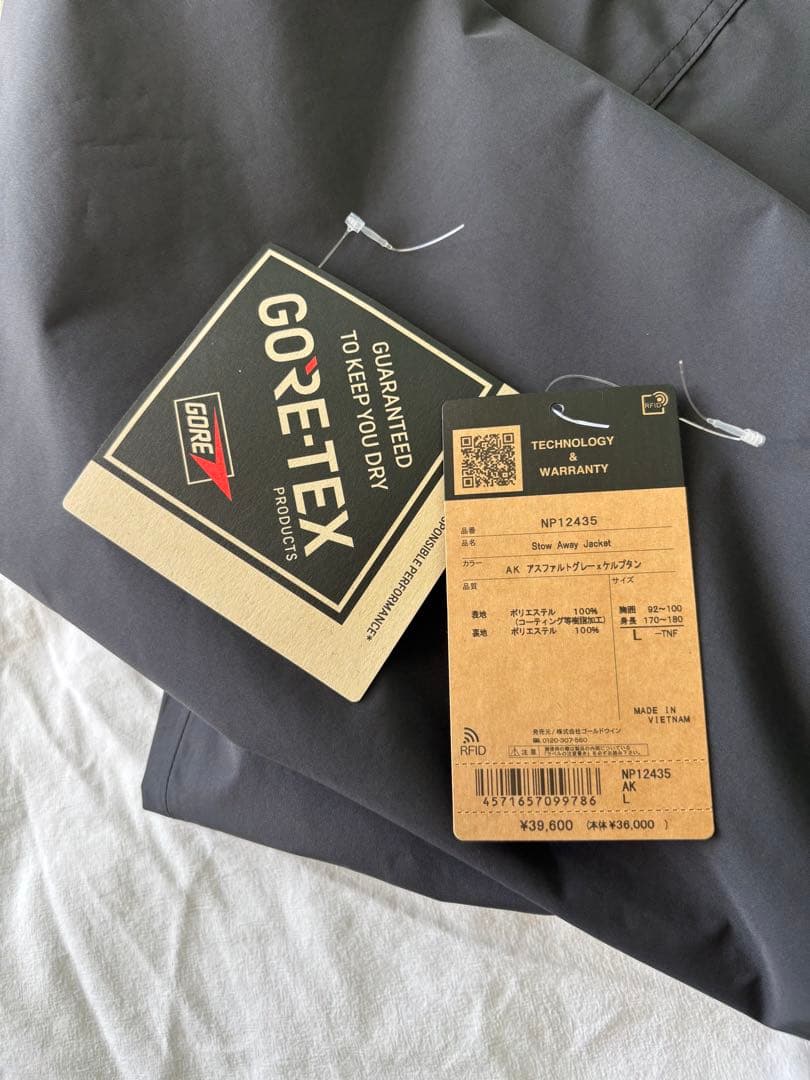 GUARANTEED
TO KEEP YOU DRY
GORE-TEX
PRODUCTS
GORE
SPONSIBLE PERFORMANCE*
RFID
TECHNOLOGY
&
WARRANTY
品番 NP12435
品名 Stow Away Jacket
カラー AK アスファルトグレー×ケルプタン
品質 サイズ
表地 ポリエステル 100%
(コーティング等樹脂加工)
裏地 ポリエステル 100%
胸囲 92~100
身長 170~180
L -TNF
MADE IN
VIETNAM
発売元/株式会社ゴールドウイン
0120-307-560
RFID
注意
4571657099786
NP12435
AK
L
¥39,600 (本体¥36,000 )